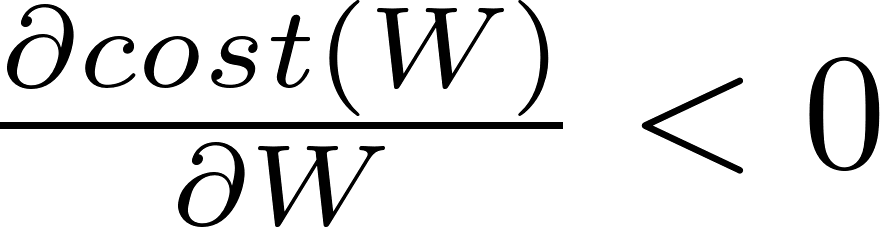 ∂cost(W)
∂W
< 0